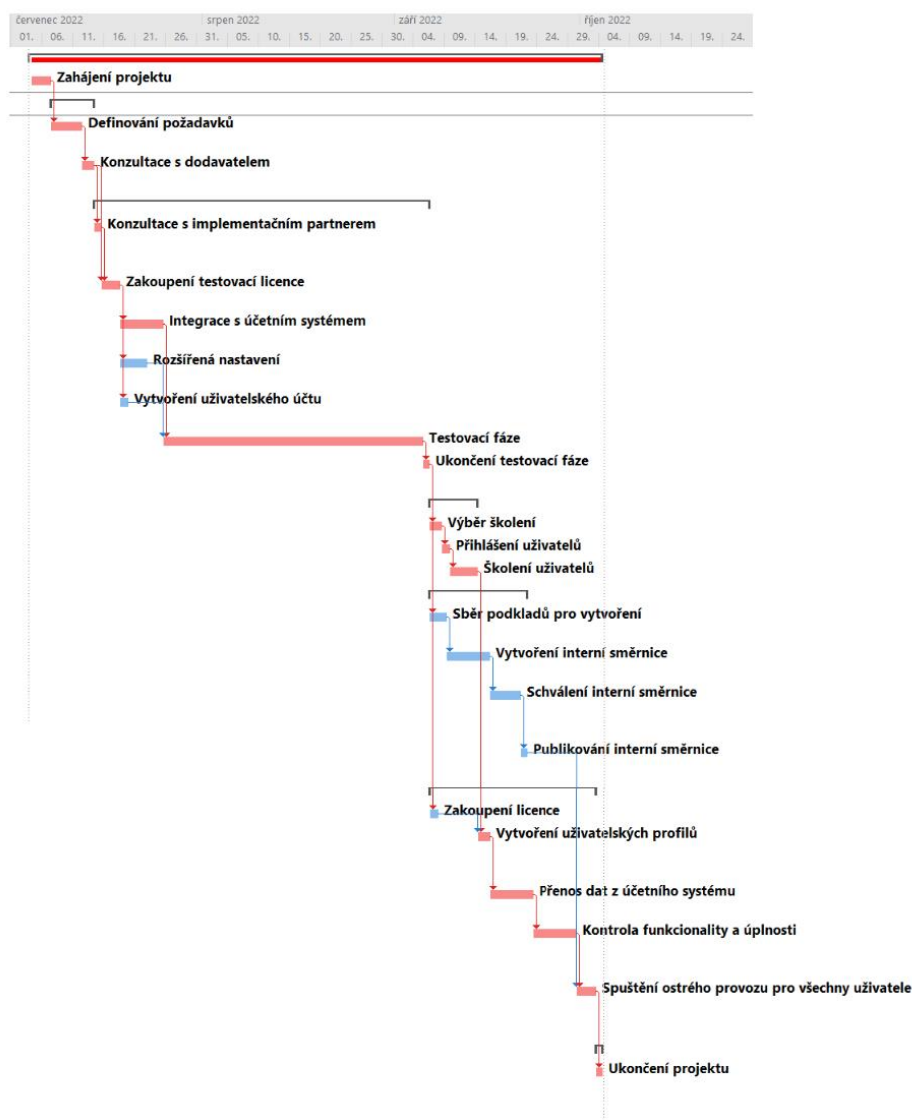 červenec 2022 srpen 2022 září 2022 říjen 2022
01. 06. 11. 16. 21. 26. 31. 05. 10. 15. 20. 25. 30. 04. 09. 14. 19. 24. 29. 04. 09. 14. 19. 24.
Zahájení projektu
Definování požadavků
Konzultace s dodavatelem
Konzultace s implementačním partnerem
Zakoupení testovací licence
Integrace s účetním systémem
Rozšířená nastavení
Vytvoření uživatelského účtu
Testovací fáze
Ukončení testovací fáze
Výběr školení
Přihlášení uživatelů
Školení uživatelů
Sběr podkladů pro vytvoření
Vytvoření interní směrnice
Schválení interní směrnice
Publikování interní směrnice
Zakoupení licence
Vytvoření uživatelských profilů
Přenos dat z účetního systému
Kontrola funkcionality a úplnosti
Spuštění ostrého provozu pro všechny uživatele
Ukončení projektu